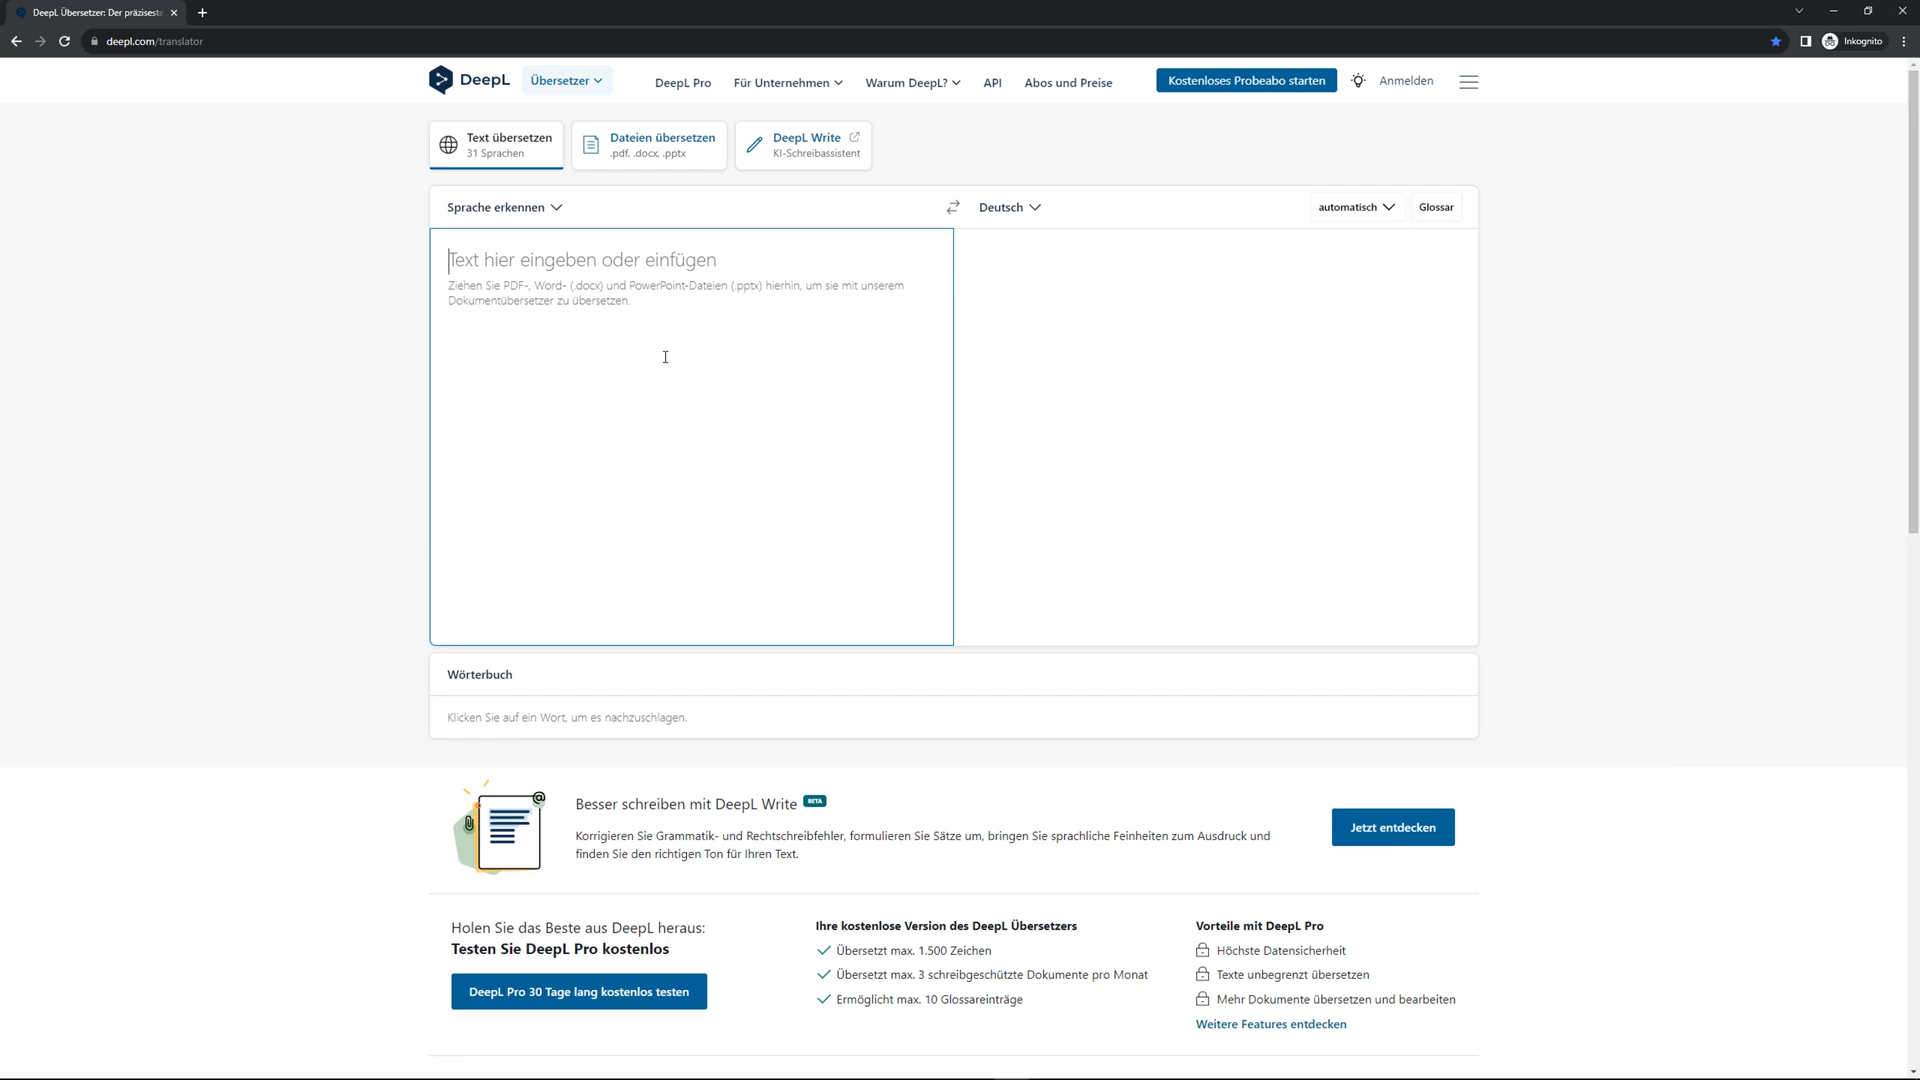 DeepL Übersetzer: Der präziseste
deepl.com/translator
Inkognito
DeepL
Übersetzer
DeepL Pro
Für Unternehmen
Warum DeepL?
API
Abos und Preise
Kostenloses Probeabo starten
Anmelden
Text übersetzen
31 Sprachen
Dateien übersetzen
.pdf, .docx, .pptx
DeepL Write
KI-Schreibassistent
Sprache erkennen
Deutsch
automatisch
Glossar
Text hier eingeben oder einfügen
Ziehen Sie PDF-, Word- (.docx) und PowerPoint-Dateien (.pptx) hierhin, um sie mit unserem
Dokumentübersetzer zu übersetzen.
Wörterbuch
Klicken Sie auf ein Wort, um es nachzuschlagen.
Besser schreiben mit DeepL Write BETA
Korrigieren Sie Grammatik- und Rechtschreibfehler, formulieren Sie Sätze um, bringen Sie sprachliche Feinheiten zum Ausdruck und
finden Sie den richtigen Ton für Ihren Text.
Jetzt entdecken
Holen Sie das Beste aus DeepL heraus:
Testen Sie DeepL Pro kostenlos
DeepL Pro 30 Tage lang kostenlos testen
Ihre kostenlose Version des DeepL Übersetzers
Übersetzt max. 1.500 Zeichen
Übersetzt max. 3 schreibgeschützte Dokumente pro Monat
Ermöglicht max. 10 Glossareinträge
Vorteile mit DeepL Pro
Höchste Datensicherheit
Texte unbegrenzt übersetzen
Mehr Dokumente übersetzen und bearbeiten
Weitere Features entdecken